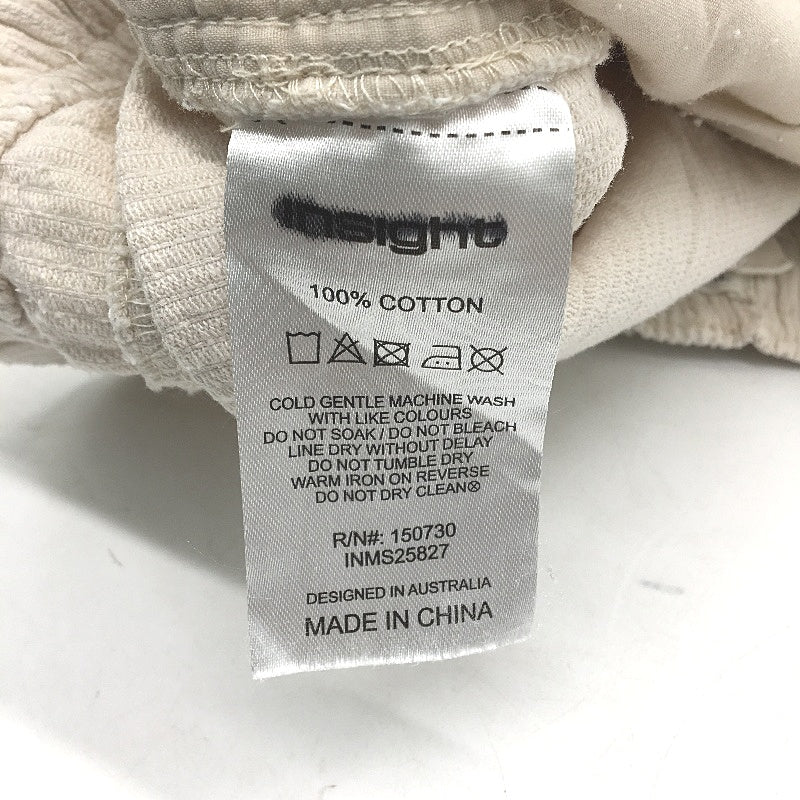 insight
100% COTTON
COLD GENTLE MACHINE WASH
WITH LIKE COLOURS
DO NOT SOAK / DO NOT BLEACH
LINE DRY WITHOUT DELAY
DO NOT TUMBLE DRY
WARM IRON ON REVERSE
DO NOT DRY CLEAN
R/N#: 150730
INMS25827
DESIGNED IN AUSTRALIA
MADE IN CHINA